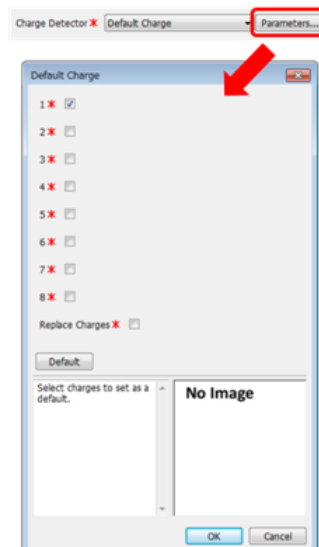 Charge Detector* Default Charge Parameters...
Default Charge
1*
2*
3*
4*
5*
6*
7*
8*
Replace Charges*
Default
Select charges to set as a
default.
No Image
OK Cancel